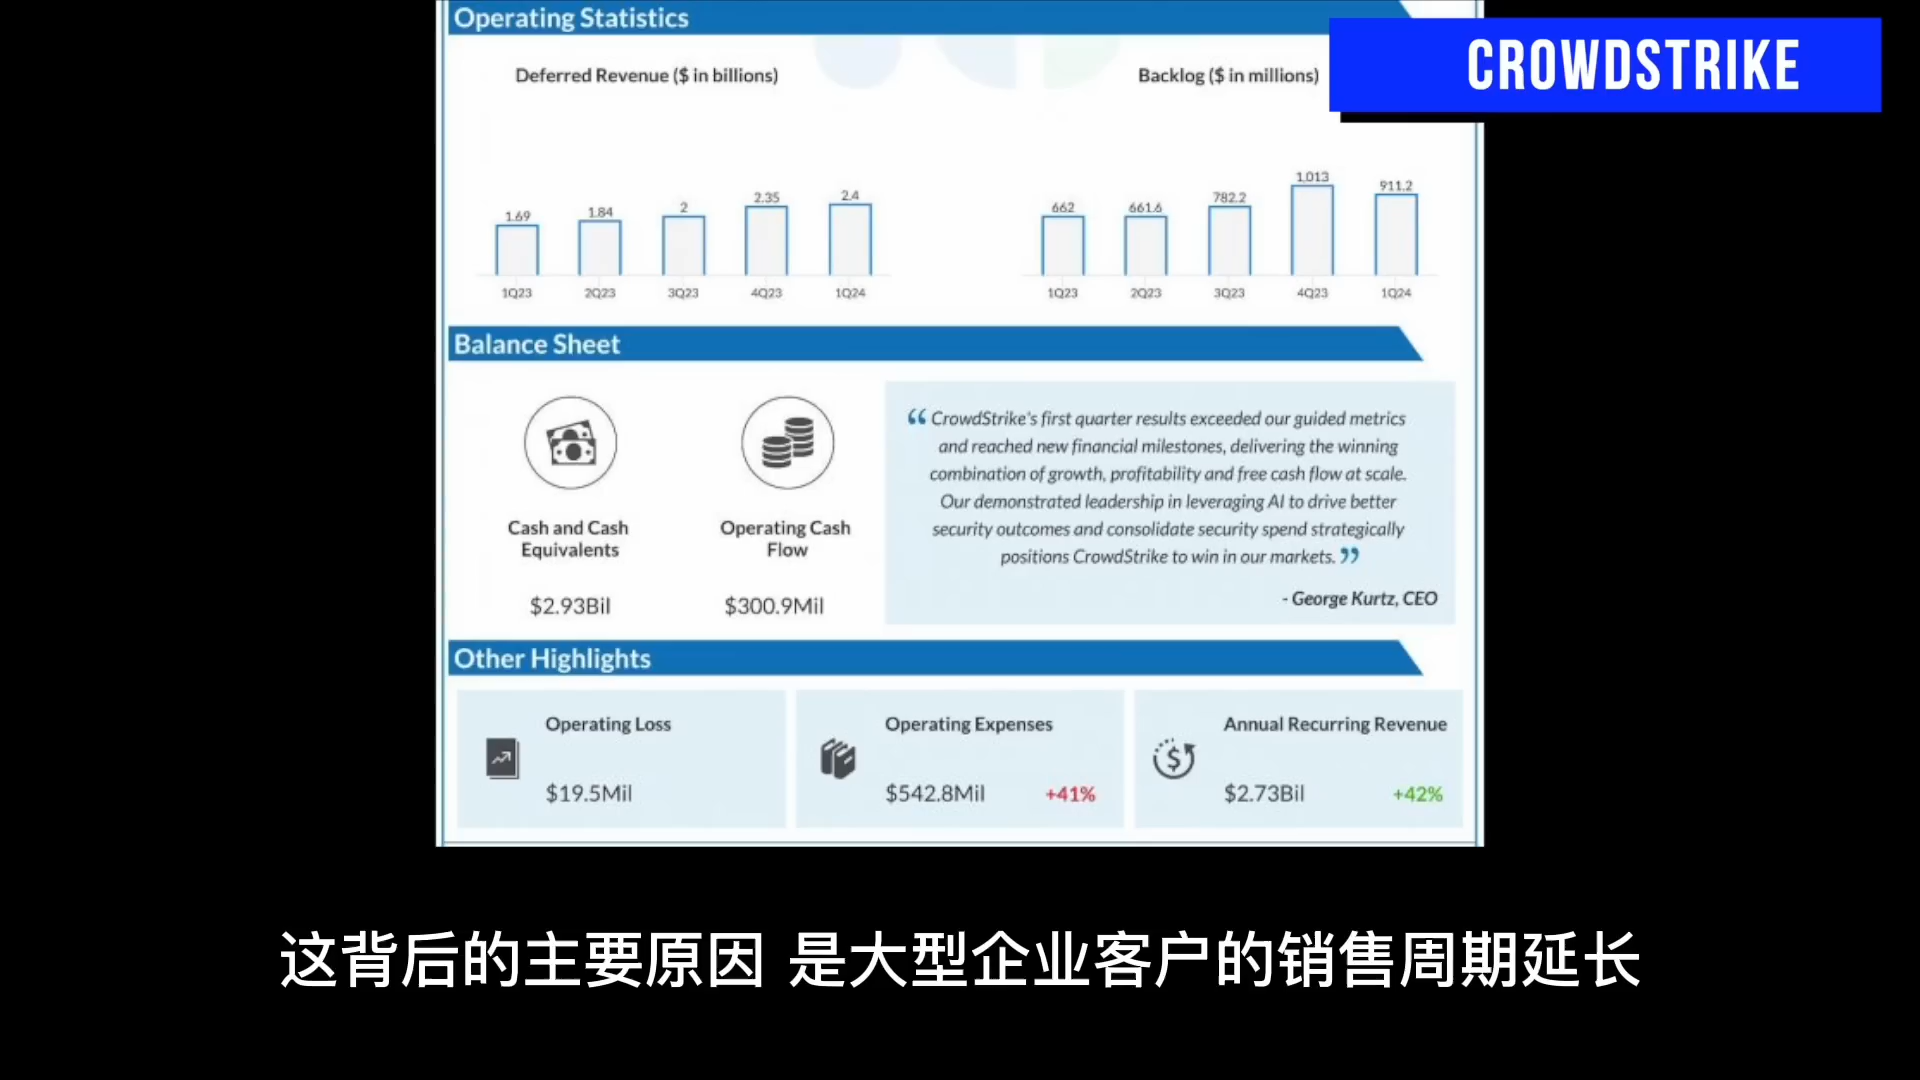 Operating Statistics
CROWDSTRIKE
Deferred Revenue ($ in billions)
Backlog ($ in millions)
1.69
1.84
2
2.35
2.4
1Q23
2Q23
3Q23
4Q23
1Q24
662
661.6
782.2
1,013
911.2
1Q23
2Q23
3Q23
4Q23
1Q24
Balance Sheet
Cash and Cash
Equivalents
$2.93Bil
Operating Cash
Flow
$300.9Mil
“ CrowdStrike's first quarter results exceeded our guided metrics
and reached new financial milestones, delivering the winning
combination of growth, profitability and free cash flow at scale.
Our demonstrated leadership in leveraging AI to drive better
security outcomes and consolidate security spend strategically
positions CrowdStrike to win in our markets. ”
- George Kurtz, CEO
Other Highlights
Operating Loss
$19.5Mil
Operating Expenses
$542.8Mil +41%
Annual Recurring Revenue
$2.73Bil +42%
这背后的主要原因 是大型企业客户的销售周期延长